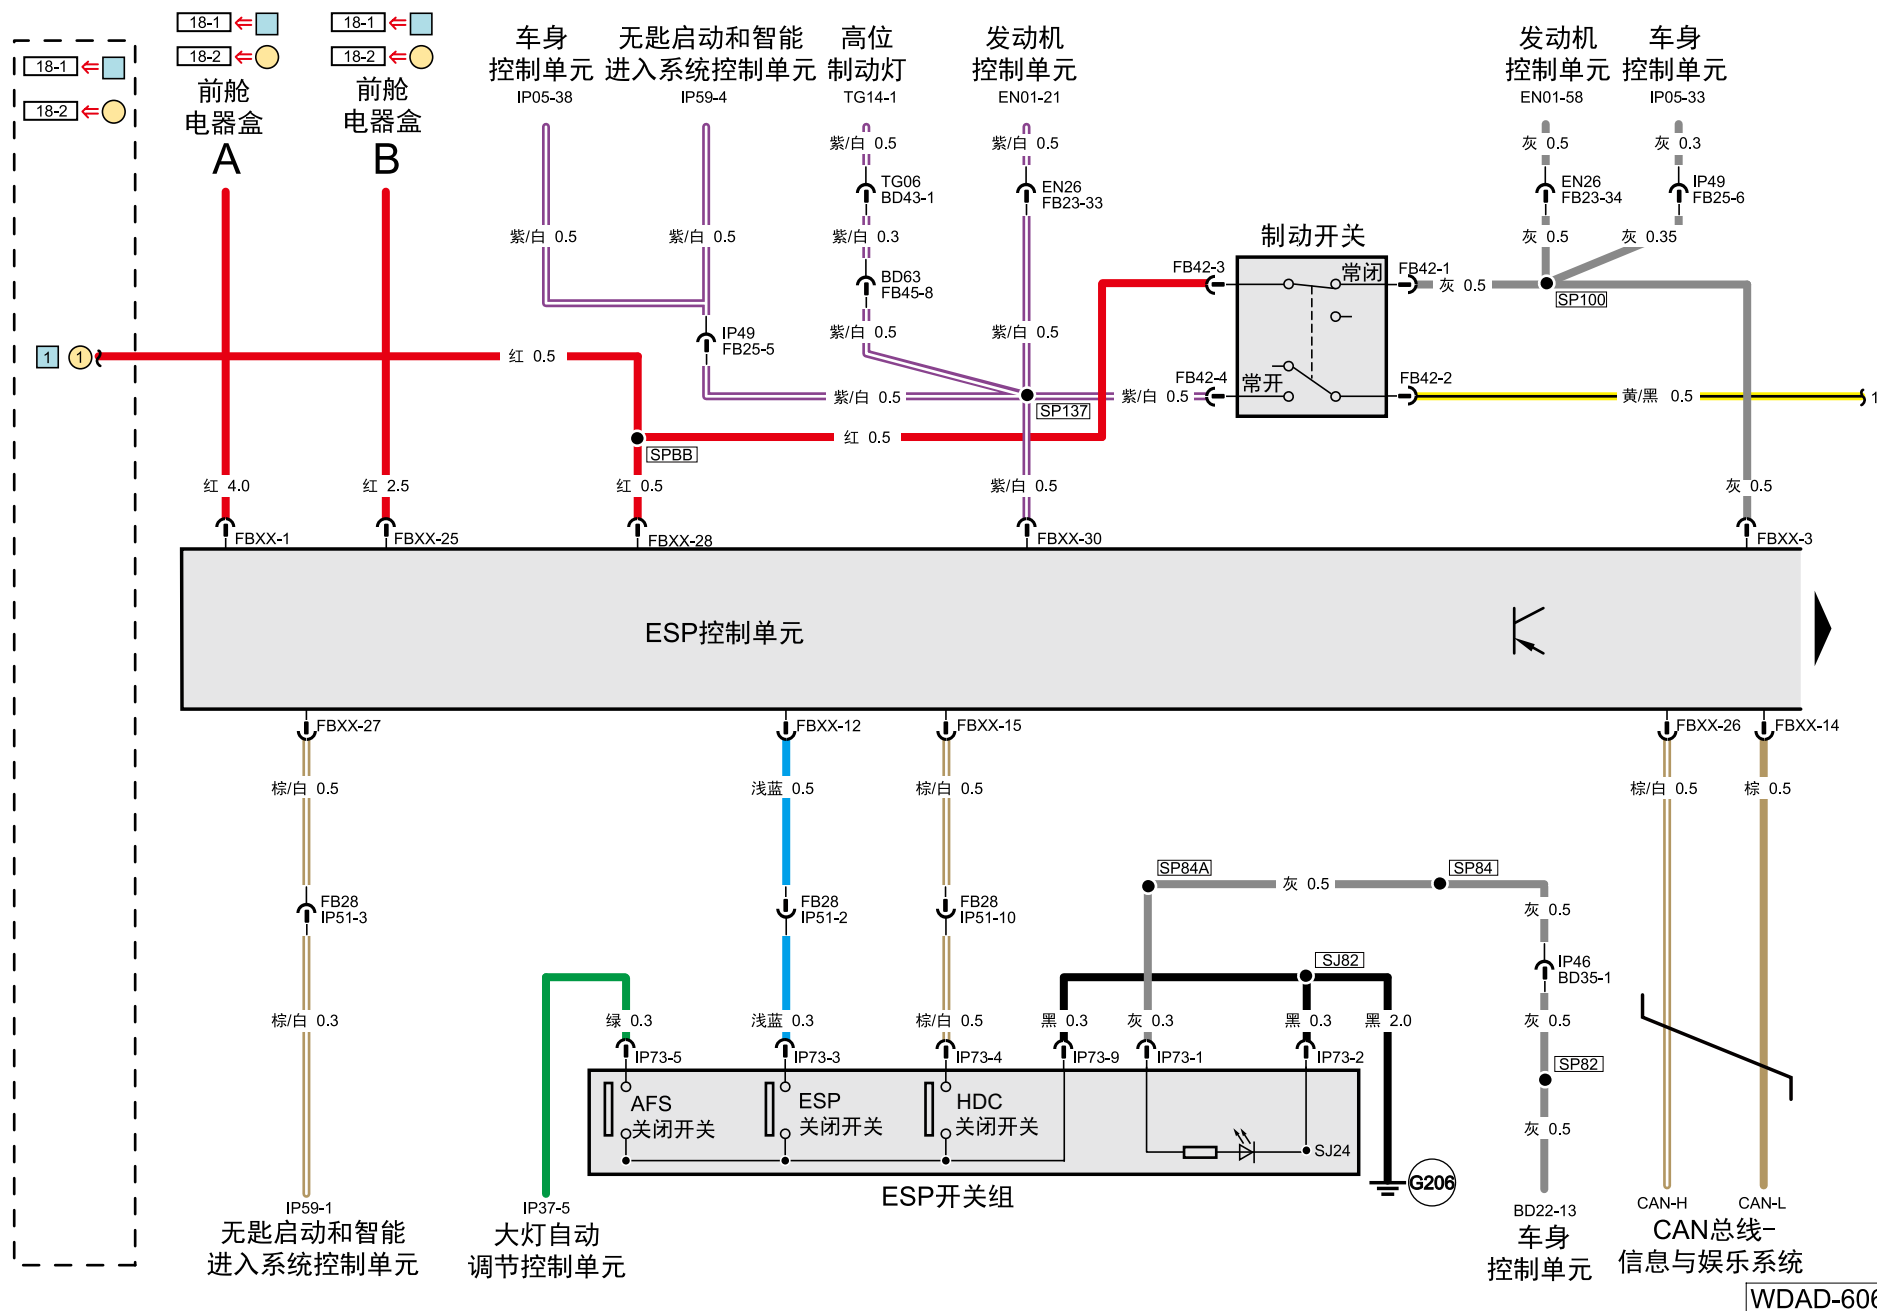 18-1
18-2
18-1
18-2
前舱
电器盒
A
18-1
18-2
前舱
电器盒
B
车身
控制单元
IP05-38
无匙启动和智能
进入系统控制单元
IP59-4
高位
制动灯
TG14-1
发动机
控制单元
EN01-21
发动机
控制单元
EN01-58
车身
控制单元
IP05-33
紫/白 0.5
紫/白 0.5
灰 0.5
灰 0.3
TG06
BD43-1
EN26
FB23-33
EN26
FB23-34
IP49
FB25-6
紫/白 0.5
紫/白 0.5
紫/白 0.3
制动开关
灰 0.5
灰 0.35
BD63
FB45-8
FB42-3
常闭
FB42-1
灰 0.5
SP100
IP49
FB25-5
紫/白 0.5
紫/白 0.5
1
1
红 0.5
FB42-4
常开
FB42-2
紫/白 0.5
SP137
紫/白 0.5
黄/黑 0.5
1
SPBB
红 0.5
红 4.0
红 2.5
红 0.5
紫/白 0.5
灰 0.5
FBXX-1
FBXX-25
FBXX-28
FBXX-30
FBXX-3
ESP控制单元
FBXX-27
FBXX-12
FBXX-15
FBXX-26
FBXX-14
棕/白 0.5
浅蓝 0.5
棕/白 0.5
棕/白 0.5
棕 0.5
SP84A
灰 0.5
SP84
FB28
IP51-3
FB28
IP51-2
FB28
IP51-10
灰 0.5
SJ82
IP46
BD35-1
棕/白 0.3
绿 0.3
浅蓝 0.3
棕/白 0.5
黑 0.3
灰 0.3
黑 0.3
黑 2.0
灰 0.5
IP73-5
IP73-3
IP73-4
IP73-9
IP73-1
IP73-2
SP82
AFS
关闭开关
ESP
关闭开关
HDC
关闭开关
SJ24
灰 0.5
ESP开关组
G206
IP59-1
无匙启动和智能
进入系统控制单元
IP37-5
大灯自动
调节控制单元
BD22-13
车身
控制单元
CAN-H
CAN-L
CAN总线–
信息与娱乐系统
WDAD-606